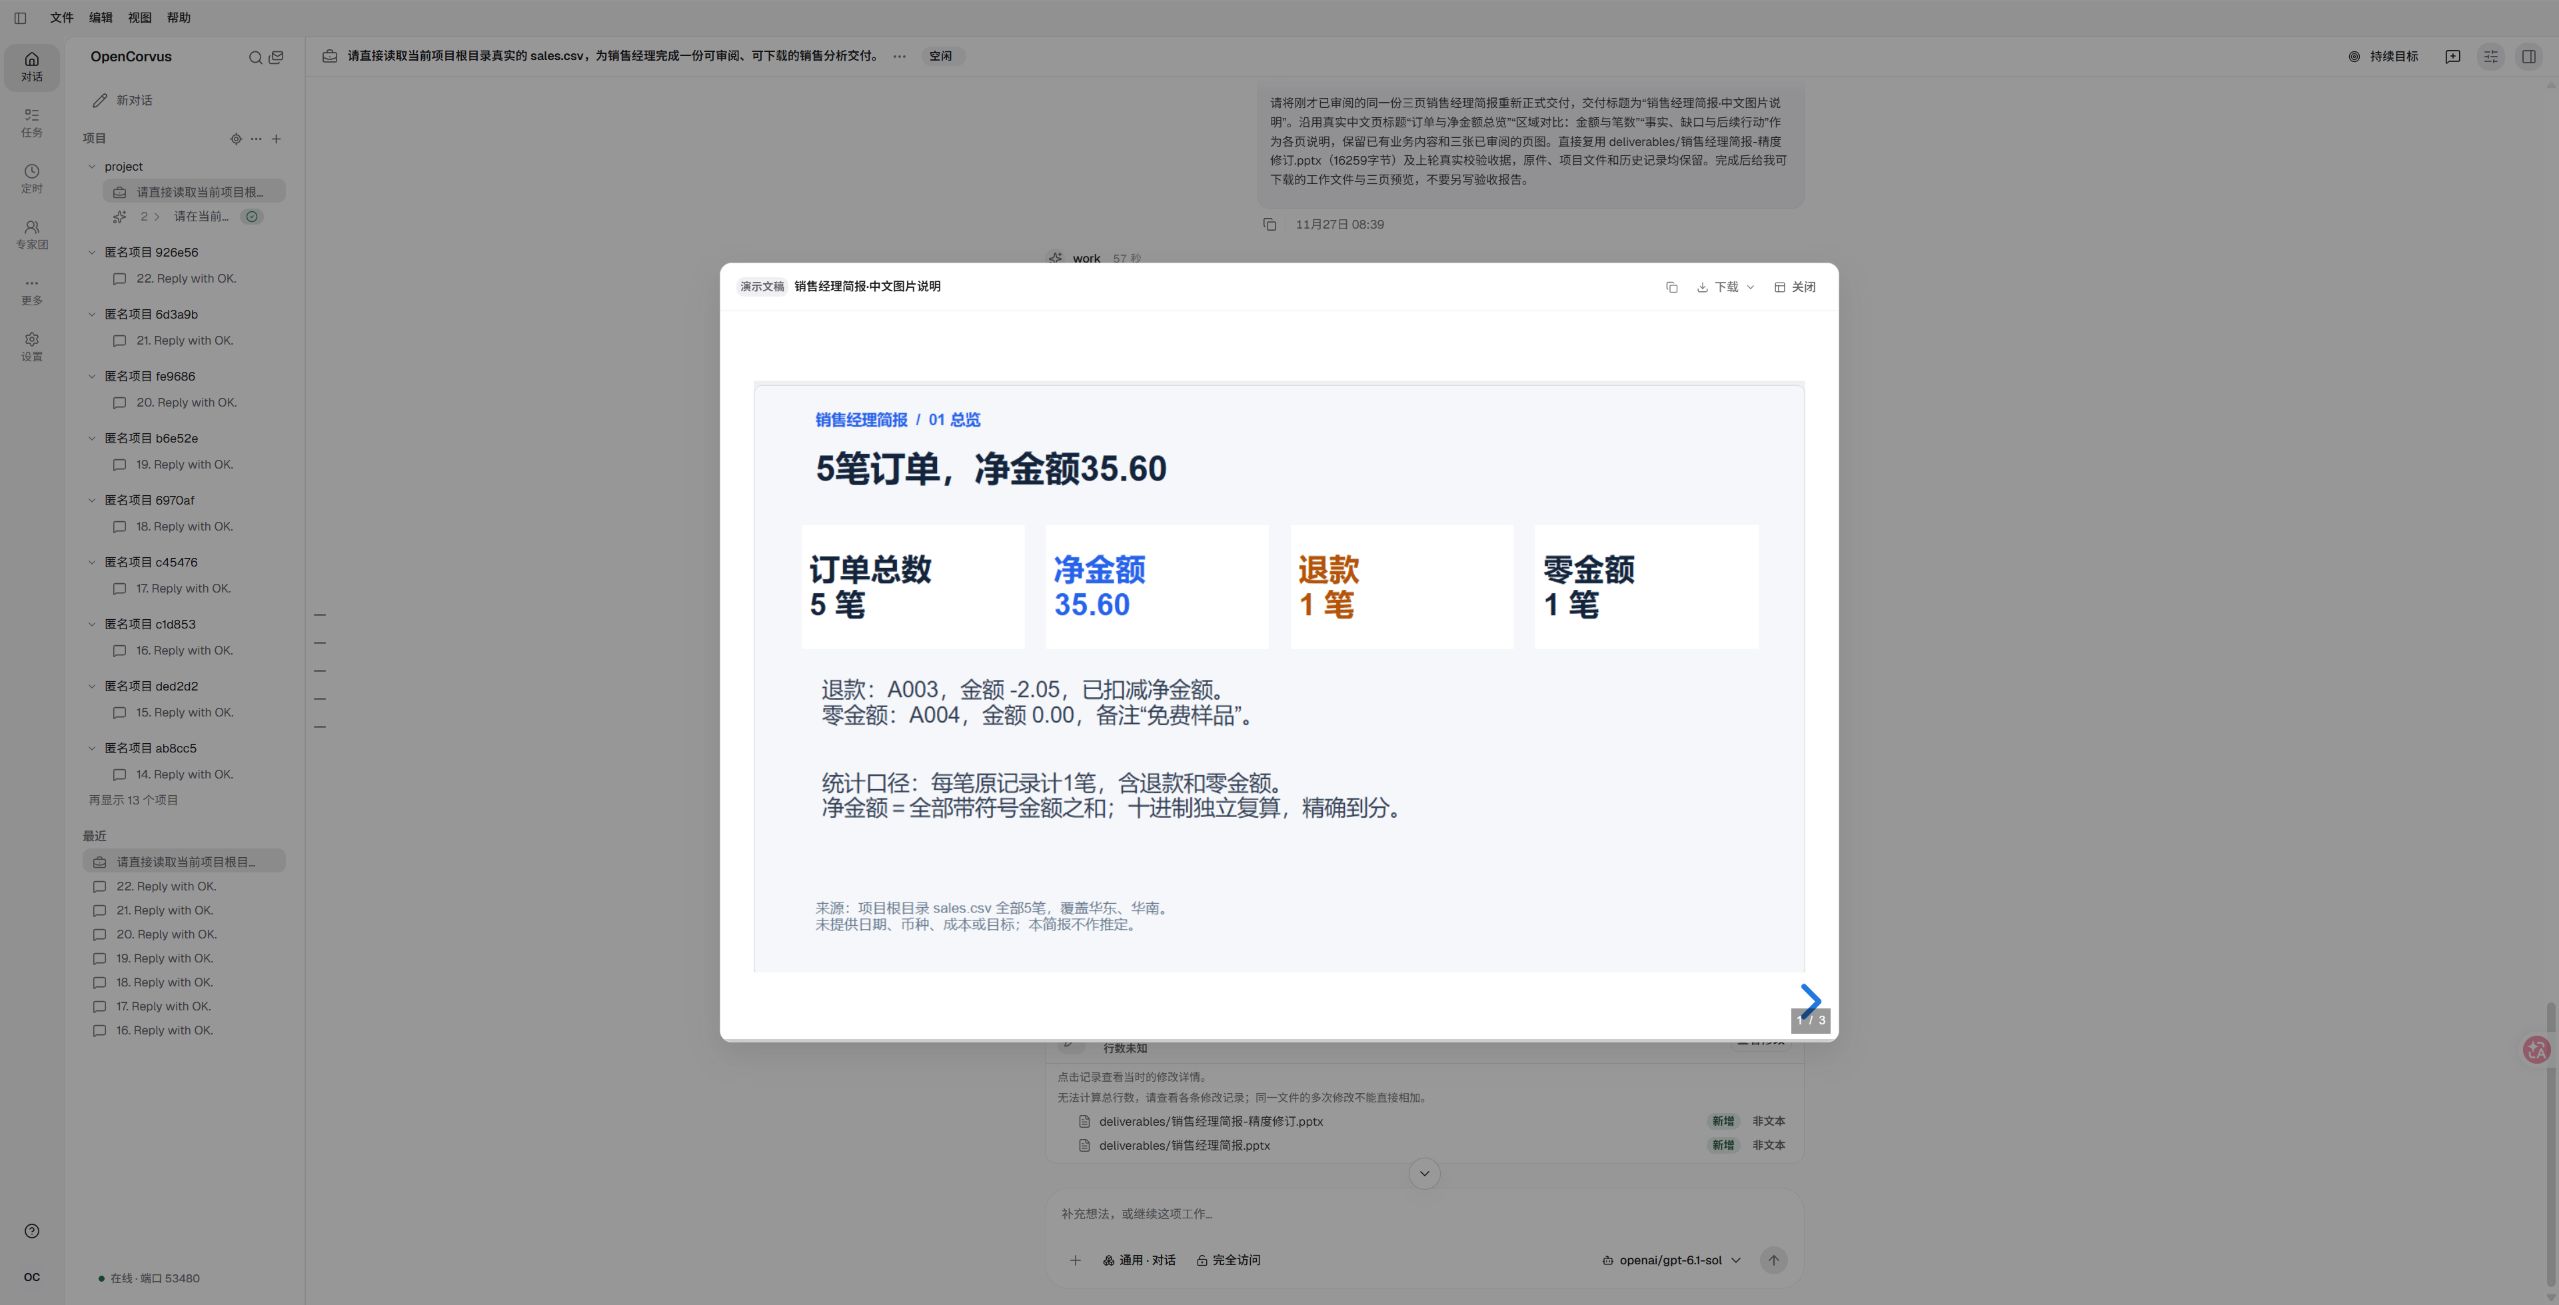 文件 编辑 视图 帮助
对话
任务
定时
专家团
更多
设置
OC
OpenCorvus
新对话
项目
project
请直接读取当前项目根...
2 请在当前...
匿名项目 926e56
22. Reply with OK.
匿名项目 6d3a9b
21. Reply with OK.
匿名项目 fe9686
20. Reply with OK.
匿名项目 b6e52e
19. Reply with OK.
匿名项目 6970af
18. Reply with OK.
匿名项目 c45476
17. Reply with OK.
匿名项目 c1d853
16. Reply with OK.
匿名项目 ded2d2
15. Reply with OK.
匿名项目 ab8cc5
14. Reply with OK.
再显示 13 个项目
最近
请直接读取当前项目根目...
22. Reply with OK.
21. Reply with OK.
20. Reply with OK.
19. Reply with OK.
18. Reply with OK.
17. Reply with OK.
16. Reply with OK.
在线 · 端口 53480
请直接读取当前项目根目录真实的 sales.csv，为销售经理完成一份可审阅、可下载的销售分析交付。 ··· 空闲
持续目标
请将刚才已审阅的同一份三页销售经理简报重新正式交付，交付标题为“销售经理简报·中文图片说
明”。沿用真实中文页标题“订单与净金额总览”“区域对比：金额与笔数”“事实、缺口与后续行动”作
为各页说明，保留已有业务内容和三张已审阅的页图。直接复用 deliverables/销售经理简报-精度
修订.pptx（16259字节）及上轮真实校验收据，原件、项目文件和历史记录均保留。完成后给我可
下载的工作文件与三页预览，不要另写验收报告。
11月27日 08:39
work 57 秒
演示文稿 销售经理简报·中文图片说明
下载 关闭
销售经理简报 / 01 总览
5笔订单，净金额35.60
订单总数
5 笔
净金额
35.60
退款
1 笔
零金额
1 笔
退款：A003，金额 -2.05，已扣减净金额。
零金额：A004，金额 0.00，备注“免费样品”。
统计口径：每笔原记录计1笔，含退款和零金额。
净金额＝全部带符号金额之和；十进制独立复算，精确到分。
来源：项目根目录 sales.csv 全部5笔，覆盖华东、华南。
未提供日期、币种、成本或目标；本简报不作推定。
1 / 3
行数未知
点击记录查看当时的修改详情。
无法计算总行数，请查看各条修改记录；同一文件的多次修改不能直接相加。
deliverables/销售经理简报-精度修订.pptx 新增 非文本
deliverables/销售经理简报.pptx 新增 非文本
补充想法，或继续这项工作...
通用 · 对话 完全访问 openai/gpt-6.1-sol